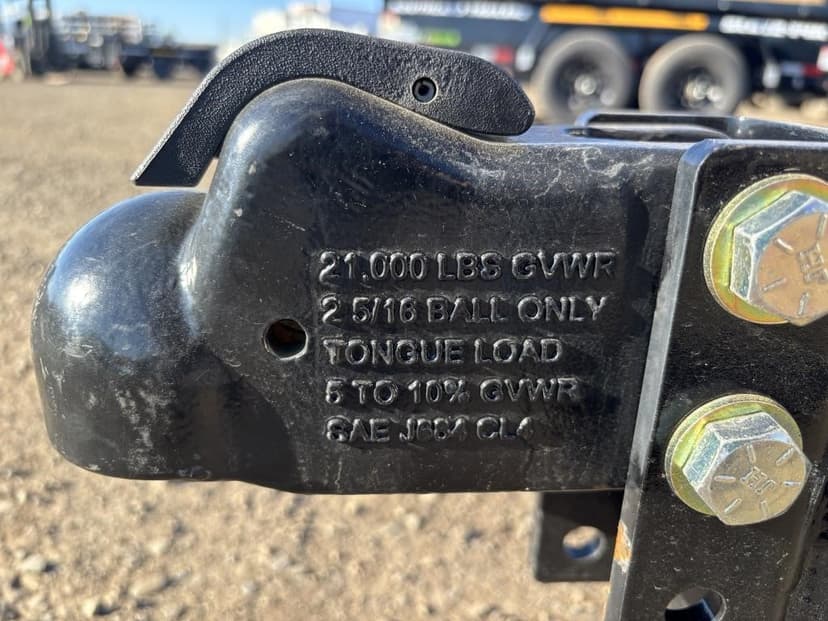 21,000 LBS GVWR
2 5/16 BALL ONLY
TONGUE LOAD
5 TO 10% GVWR
SAE J684 CL4